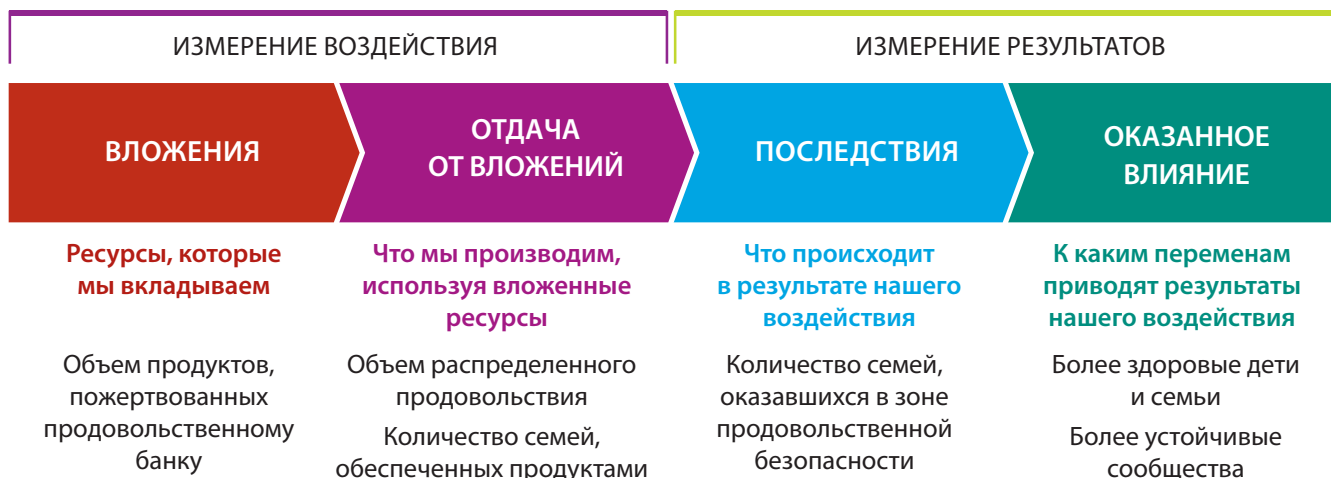 ИЗМЕРЕНИЕ ВОЗДЕЙСТВИЯ
ИЗМЕРЕНИЕ РЕЗУЛЬТАТОВ
ВЛОЖЕНИЯ
ОТДАЧА
ОТ ВЛОЖЕНИЙ
ПОСЛЕДСТВИЯ
ОКАЗАННОЕ
ВЛИЯНИЕ
Ресурсы, которые
мы вкладываем
Объем продуктов,
пожертвованных
продовольственному
банку
Что мы производим,
используя вложенные
ресурсы
Объем распределенного
продовольствия
Количество семей,
обеспеченных продуктами
Что происходит
в результате нашего
воздействия
Количество семей,
оказавшихся в зоне
продовольственной
безопасности
К каким переменам
приводят результаты
нашего воздействия
Более здоровые дети
и семьи
Более устойчивые
сообщества